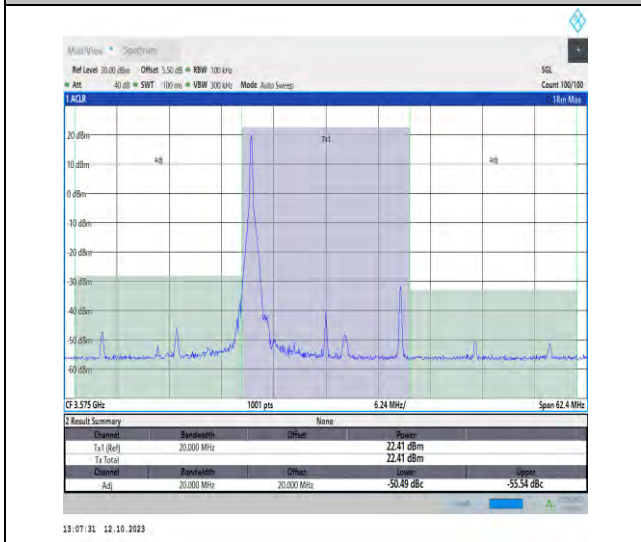 MultiView Spectrum
Ref Level 30.00 dBm Offset 5.50 dB RBW 100 kHz SGL
Att 40 dB SWT 100 ms VBW 300 kHz Mode Auto Sweep Count 100/100
1 ACLR 1Rm Max
20 dBm
Tx1
Adj
Adj
10 dBm
0 dBm
-10 dBm
-20 dBm
-30 dBm
-40 dBm
-50 dBm
-60 dBm
CF 3.575 GHz 1001 pts 6.24 MHz/ Span 62.4 MHz
2 Result Summary None
Channel Bandwidth Offset Power
Tx1 (Ref) 20.000 MHz 22.41 dBm
Tx Total 22.41 dBm
Channel Bandwidth Offset Lower Upper
Adj 20.000 MHz 20.000 MHz -50.49 dBc -55.54 dBc
13:07:31 12.10.2023